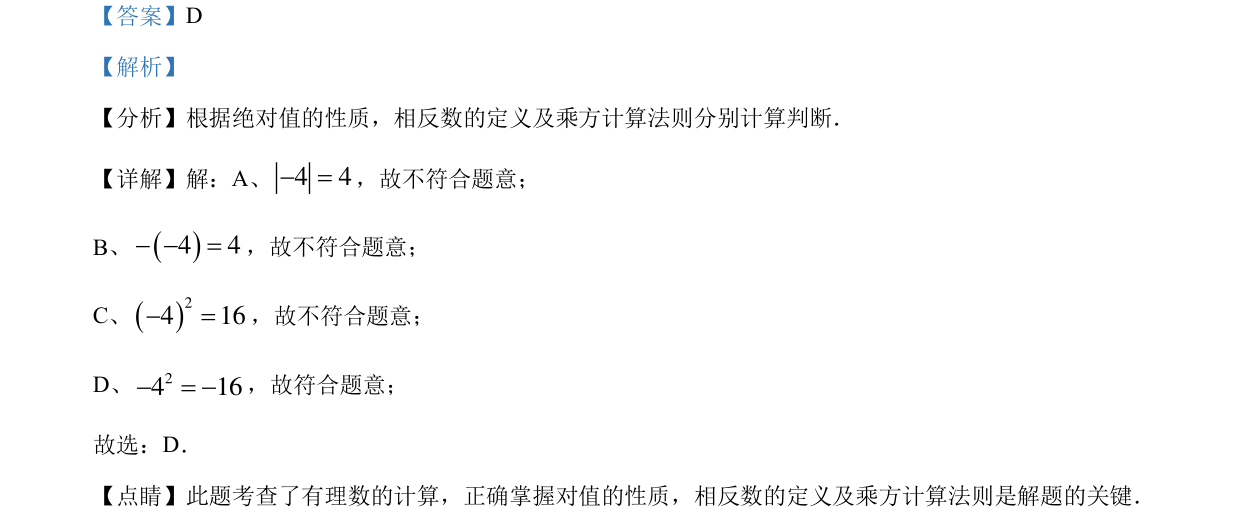 【答案】D
【解析】
【分析】根据绝对值的性质，相反数的定义及乘方计算法则分别计算判断．
【详解】解：A、|−4| = 4，故不符合题意；
B、−(−4) = 4，故不符合题意；
C、(−4)² = 16，故不符合题意；
D、−4² = −16，故符合题意；
故选：D．
【点睛】此题考查了有理数的计算，正确掌握对值的性质，相反数的定义及乘方计算法则是解题的关键．